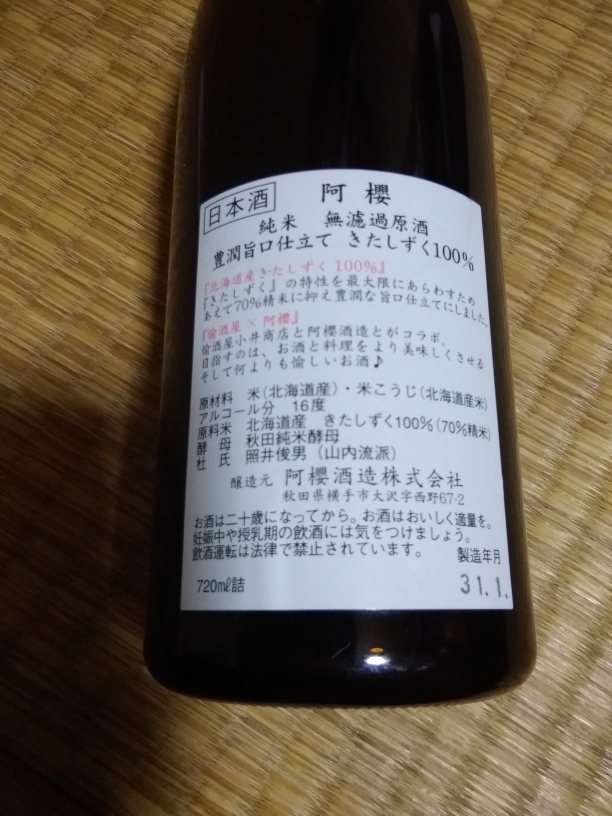 日本酒
阿櫻
純米 無濾過原酒
豊潤旨口仕立て きたしずく100%
『北海道産きたしずく 100%』
『きたしずく』の特性を最大限にあらわすため
あえて70%精米に抑え豊潤な旨口仕立てにしました。
『愉酒屋 × 阿櫻』
愉酒屋小井商店と阿櫻酒造とがコラボ。
目指すのは、お酒と料理をより美味しくさせる
そして何よりも愉しいお酒♪
原材料 米(北海道産)・米こうじ(北海道産米)
アルコール分 16度
原料米 北海道産 きたしずく100%(70%精米)
酵母 秋田純米酵母
杜氏 照井俊男(山内流派)
醸造元 阿櫻酒造株式会社
秋田県横手市大沢字西野67-2
お酒は二十歳になってから。お酒はおいしく適量を。
妊娠中や授乳期の飲酒には気をつけましょう。
飲酒運転は法律で禁止されています。
製造年月
720mℓ詰
31.1.